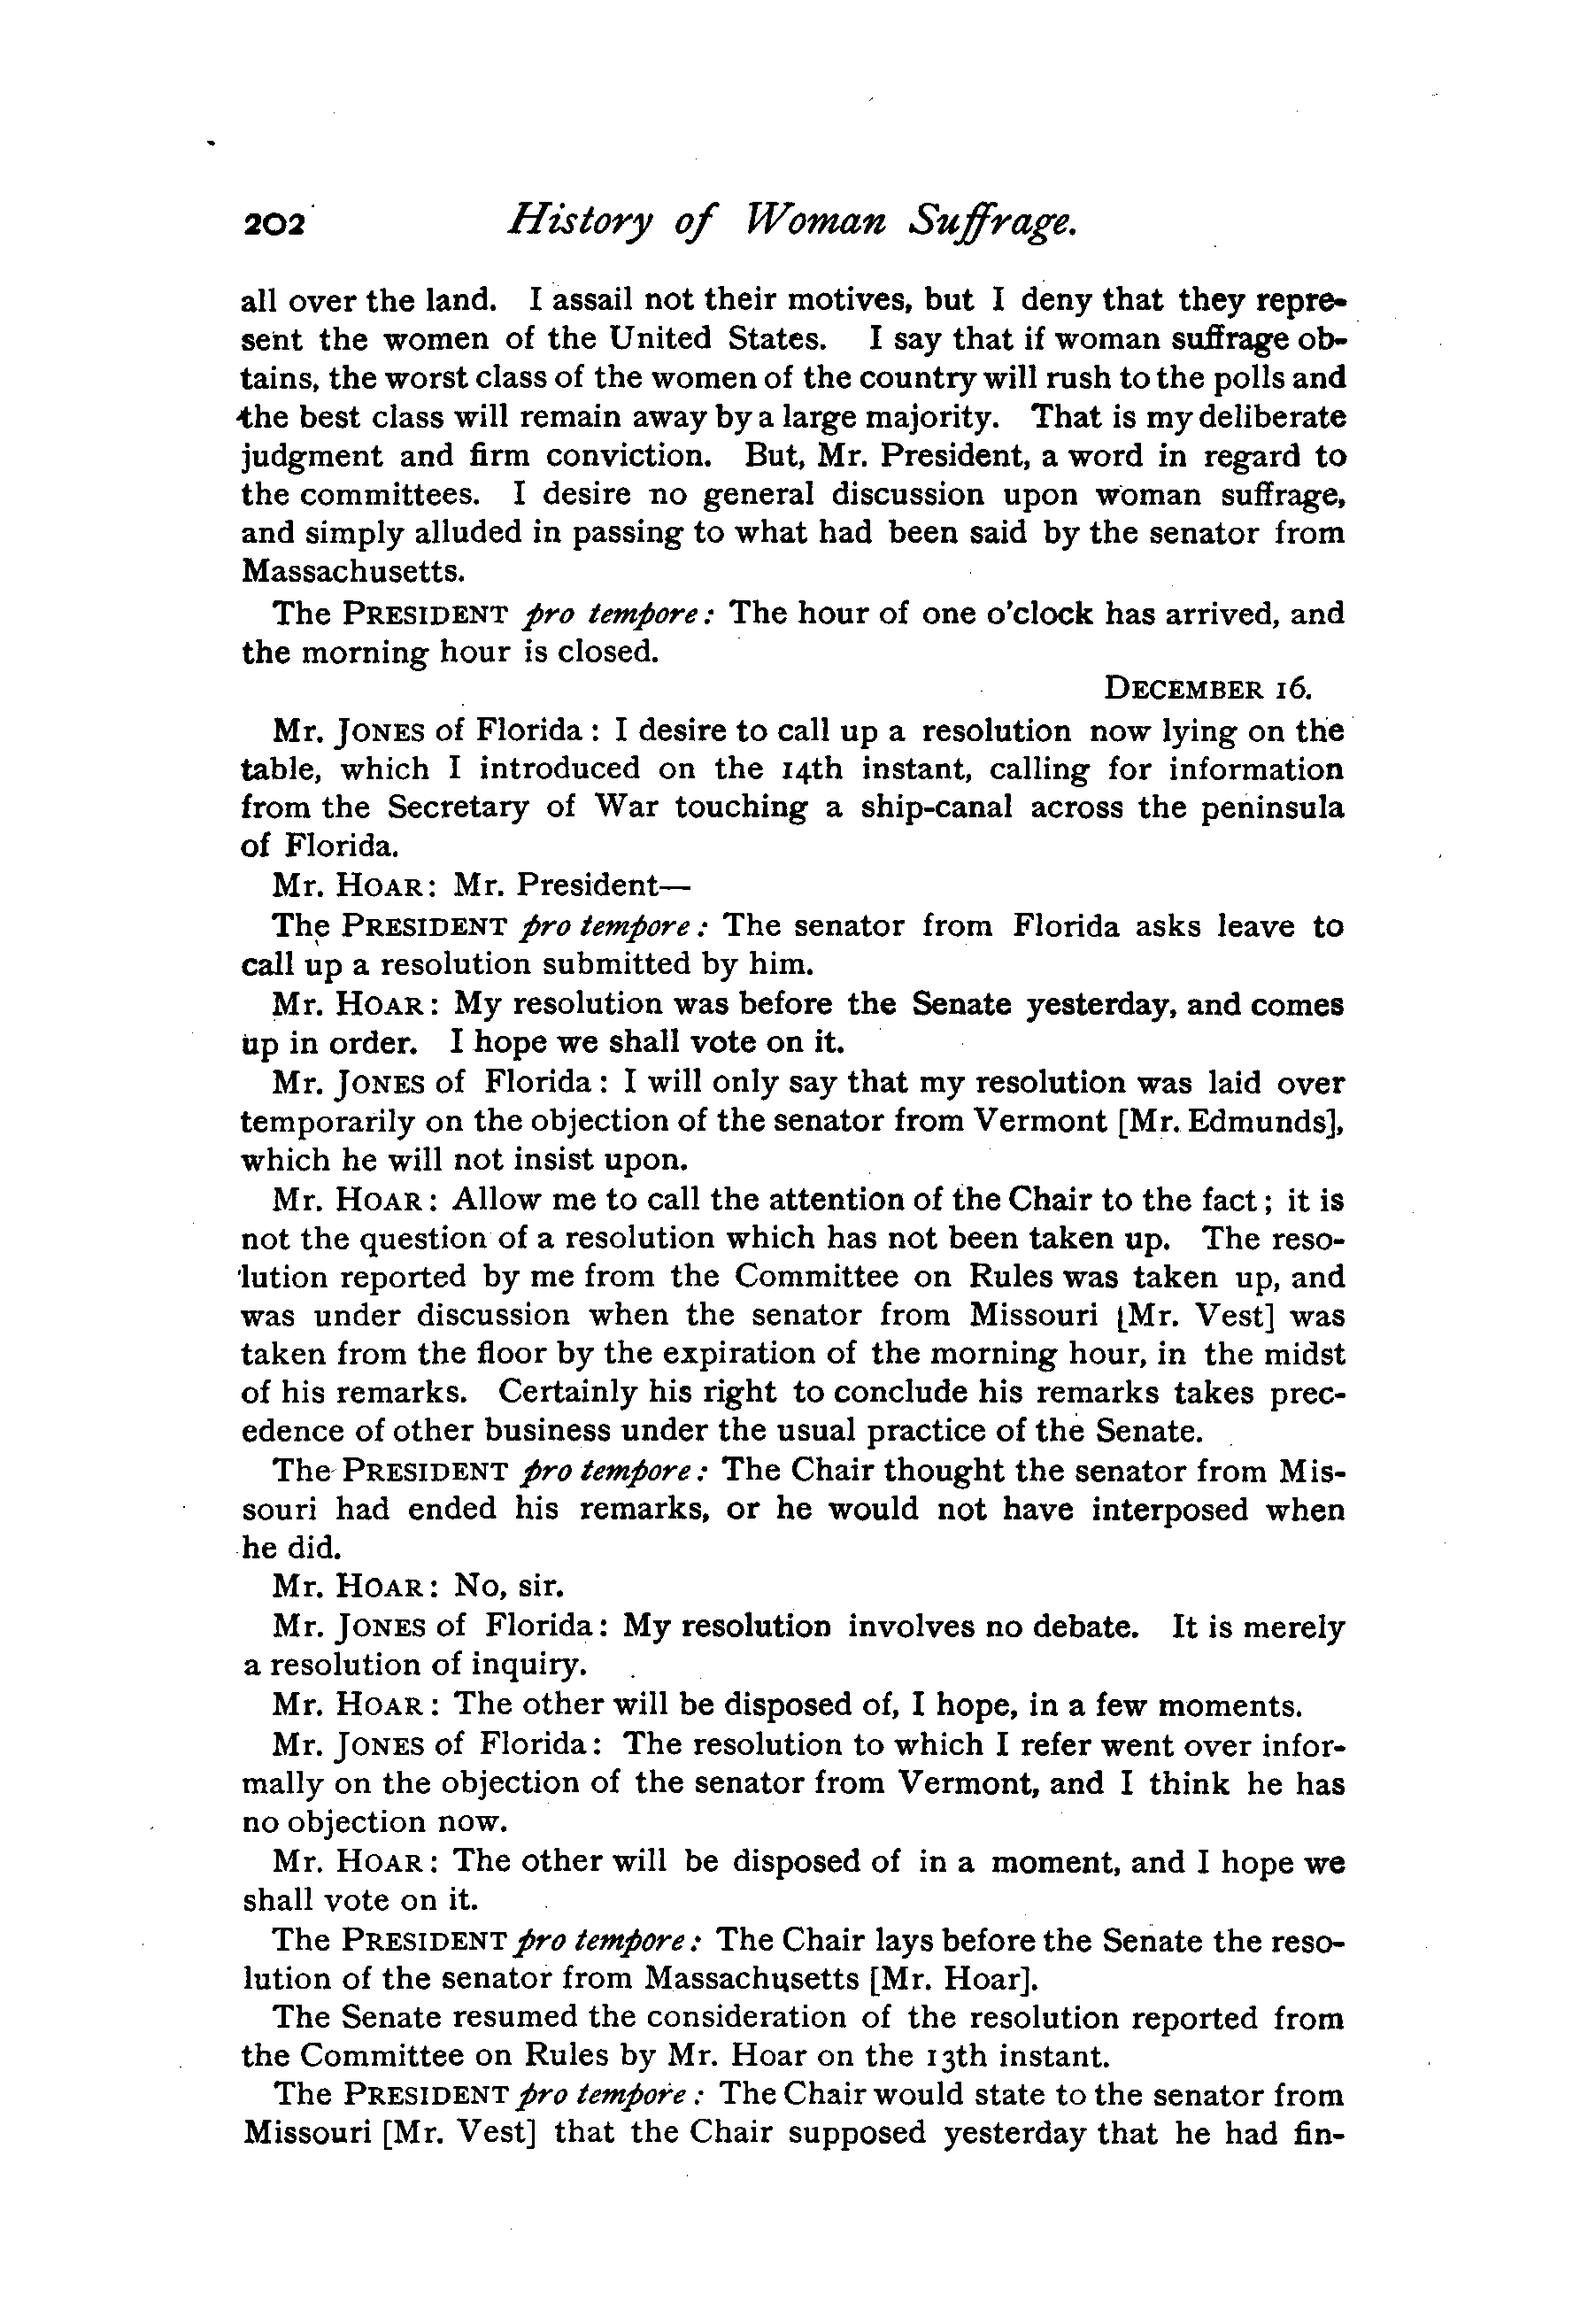 202 History of Woman Suffrage.
all over the land. I assail not their motives, but I deny that they repre-
sent the women of the United States. I say that if woman suffrage ob-
tains, the worst class of the women of the country will rush to the polls and
the best class will remain away by a large majority. That is my deliberate
judgment and firm conviction. But, Mr. President, a word in regard to
the committees. I desire no general discussion upon woman suffrage,
and simply alluded in passing to what had been said by the senator from
Massachusetts.
The PRESIDENT pro tempore: The hour of one o'clock has arrived, and
the morning hour is closed.
DECEMBER 16.
Mr. JONES of Florida : I desire to call up a resolution now lying on the
table, which I introduced on the 14th instant, calling for information
from the Secretary of War touching a ship-canal across the peninsula
of Florida.
Mr. HOAR: Mr. President—
The PRESIDENT pro tempore : The senator from Florida asks leave to
call up a resolution submitted by him.
Mr. HOAR : My resolution was before the Senate yesterday, and comes
up in order. I hope we shall vote on it.
Mr. JONES of Florida : I will only say that my resolution was laid over
temporarily on the objection of the senator from Vermont [Mr. Edmunds],
which he will not insist upon.
Mr. HOAR : Allow me to call the attention of the Chair to the fact ; it is
not the question of a resolution which has not been taken up. The reso-
lution reported by me from the Committee on Rules was taken up, and
was under discussion when the senator from Missouri [Mr. Vest] was
taken from the floor by the expiration of the morning hour, in the midst
of his remarks. Certainly his right to conclude his remarks takes prec-
edence of other business under the usual practice of the Senate.
The PRESIDENT pro tempore : The Chair thought the senator from Mis-
souri had ended his remarks, or he would not have interposed when
he did.
Mr. HOAR : No, sir.
Mr. JONES of Florida : My resolution involves no debate. It is merely
a resolution of inquiry.
Mr. HOAR : The other will be disposed of, I hope, in a few moments.
Mr. JONES of Florida : The resolution to which I refer went over infor-
mally on the objection of the senator from Vermont, and I think he has
no objection now.
Mr. HOAR : The other will be disposed of in a moment, and I hope we
shall vote on it.
The PRESIDENT pro tempore : The Chair lays before the Senate the reso-
lution of the senator from Massachusetts [Mr. Hoar].
The Senate resumed the consideration of the resolution reported from
the Committee on Rules by Mr. Hoar on the 13th instant.
The PRESIDENT pro tempore : The Chair would state to the senator from
Missouri [Mr. Vest] that the Chair supposed yesterday that he had fin-